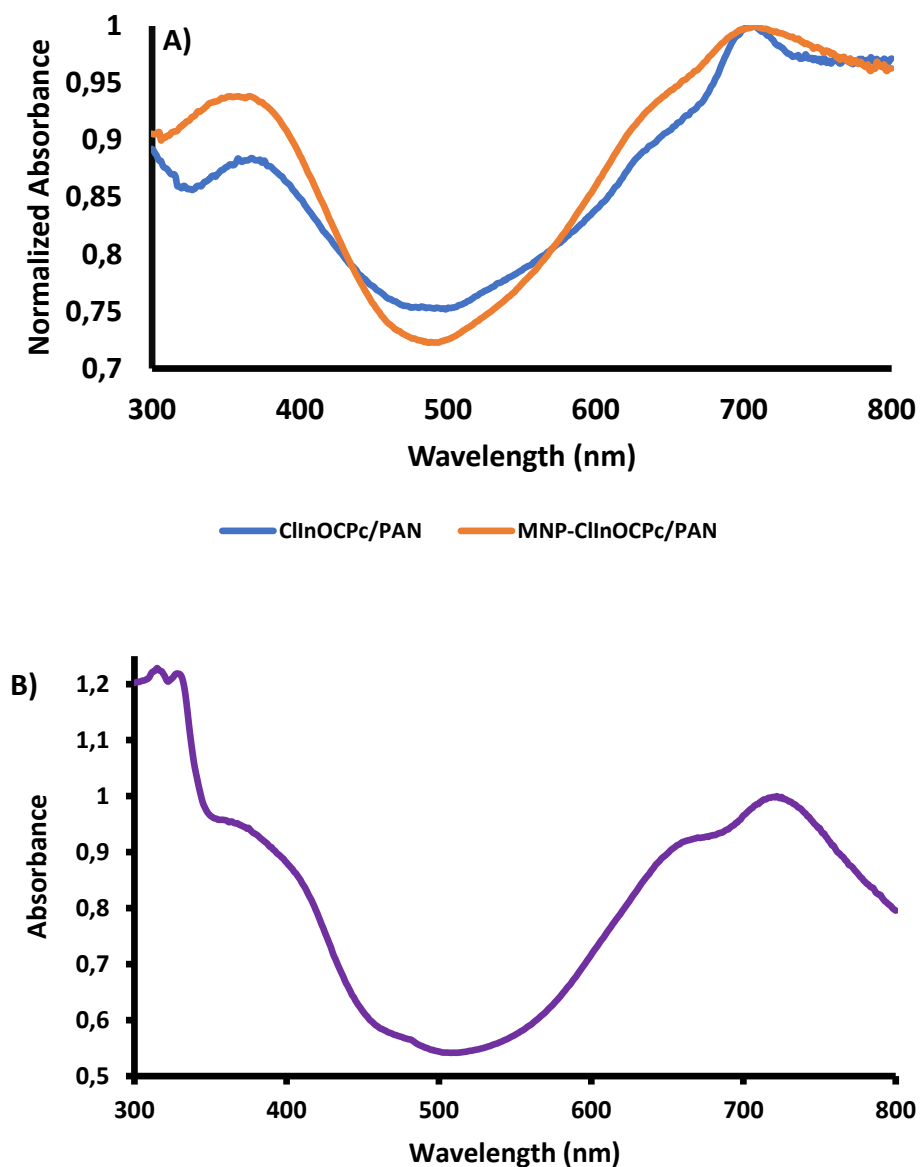 A)
Normalized Absorbance
1
0,95
0,9
0,85
0,8
0,75
0,7
300 400 500 600 700 800
Wavelength (nm)
ClInOCPc/PAN MNP-ClInOCPc/PAN
B)
Absorbance
1,2
1,1
1
0,9
0,8
0,7
0,6
0,5
300 400 500 600 700 800
Wavelength (nm)